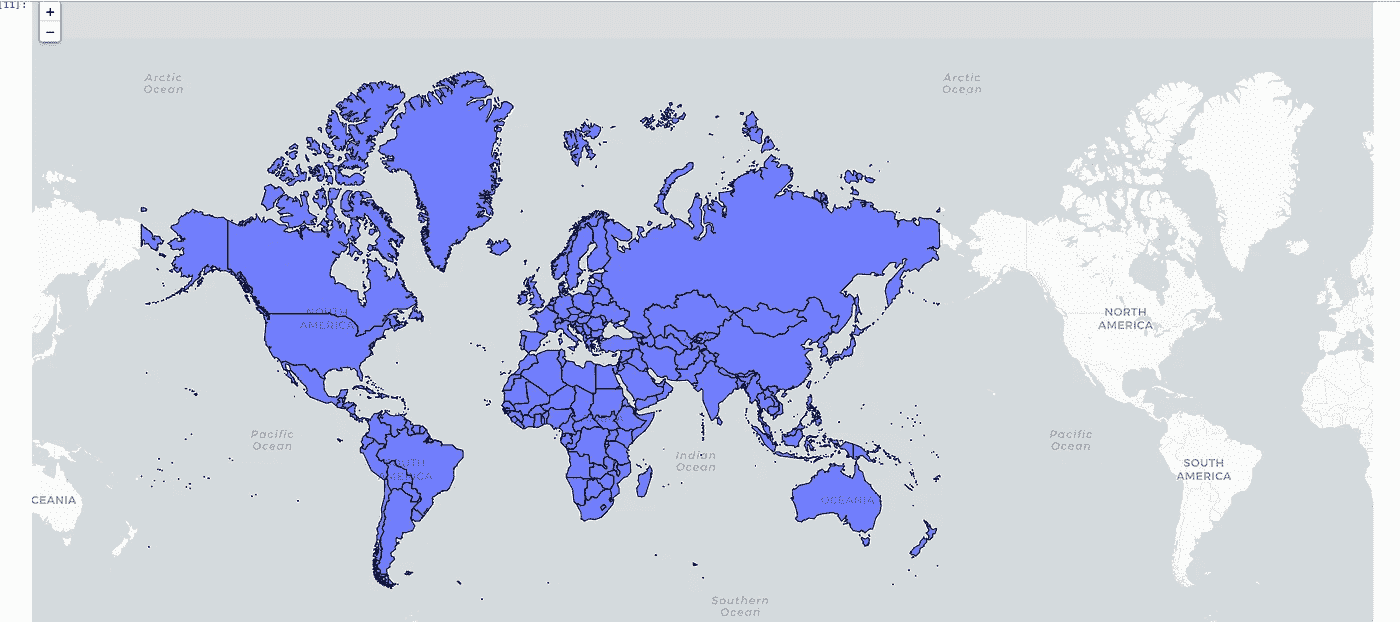 [11]:
+
−
Arctic
Ocean
Arctic
Ocean
NORTH
AMERICA
NORTH
AMERICA
Pacific
Ocean
Indian
Ocean
Pacific
Ocean
SOUTH
AMERICA
SOUTH
AMERICA
CEANIA
OCEANIA
Southern
Ocean